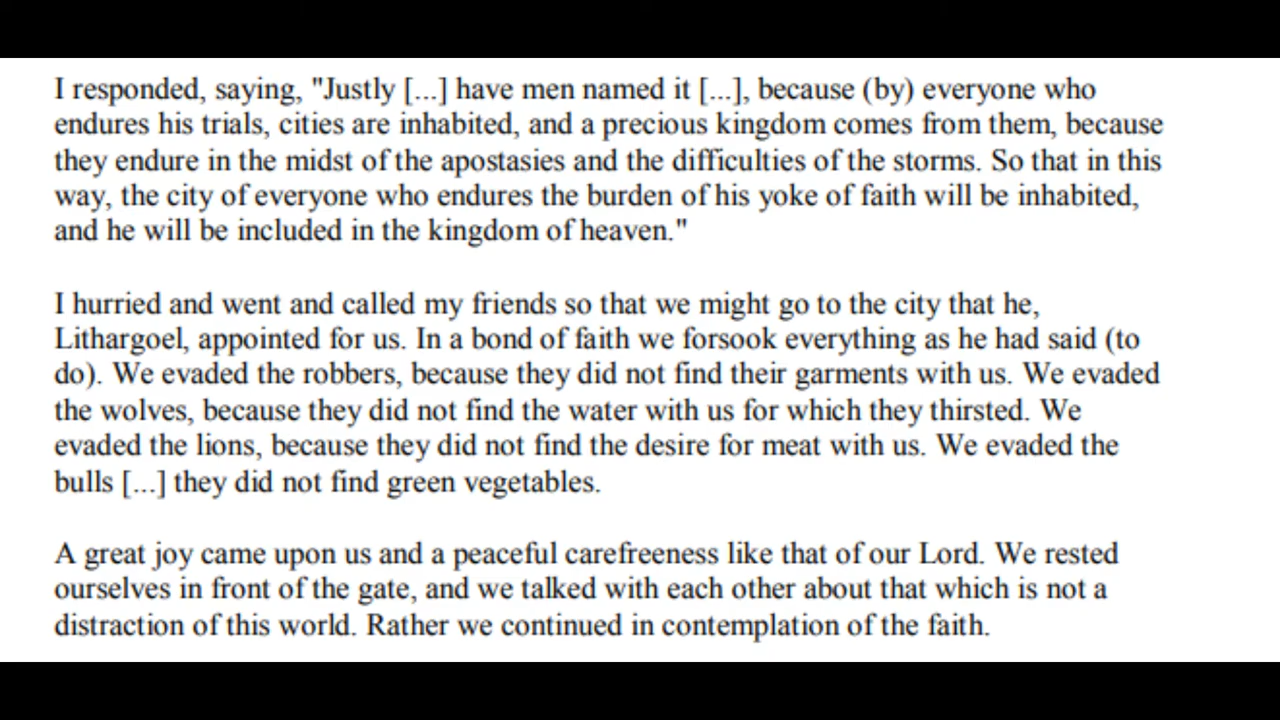 I responded, saying, "Justly [...] have men named it [...], because (by) everyone who
endures his trials, cities are inhabited, and a precious kingdom comes from them, because
they endure in the midst of the apostasies and the difficulties of the storms. So that in this
way, the city of everyone who endures the burden of his yoke of faith will be inhabited,
and he will be included in the kingdom of heaven."
I hurried and went and called my friends so that we might go to the city that he,
Lithargoel, appointed for us. In a bond of faith we forsook everything as he had said (to
do). We evaded the robbers, because they did not find their garments with us. We evaded
the wolves, because they did not find the water with us for which they thirsted. We
evaded the lions, because they did not find the desire for meat with us. We evaded the
bulls [...] they did not find green vegetables.
A great joy came upon us and a peaceful carefreeness like that of our Lord. We rested
ourselves in front of the gate, and we talked with each other about that which is not a
distraction of this world. Rather we continued in contemplation of the faith.